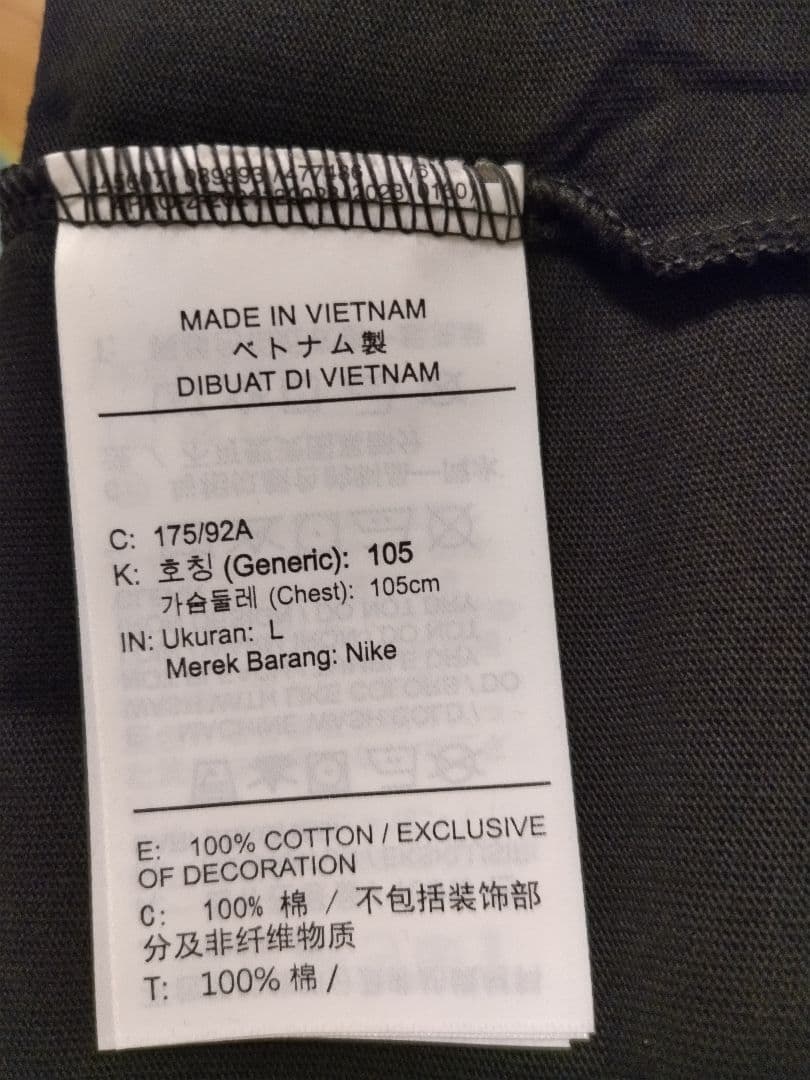 MADE IN VIETNAM
ベトナム製
DIBUAT DI VIETNAM
C: 175/92A
K: 호칭 (Generic): 105
가슴둘레 (Chest): 105cm
IN: Ukuran: L
Merek Barang: Nike
E: 100% COTTON / EXCLUSIVE
OF DECORATION
C: 100% 棉 / 不包括装饰部
分及非纤维物质
T: 100% 棉 /